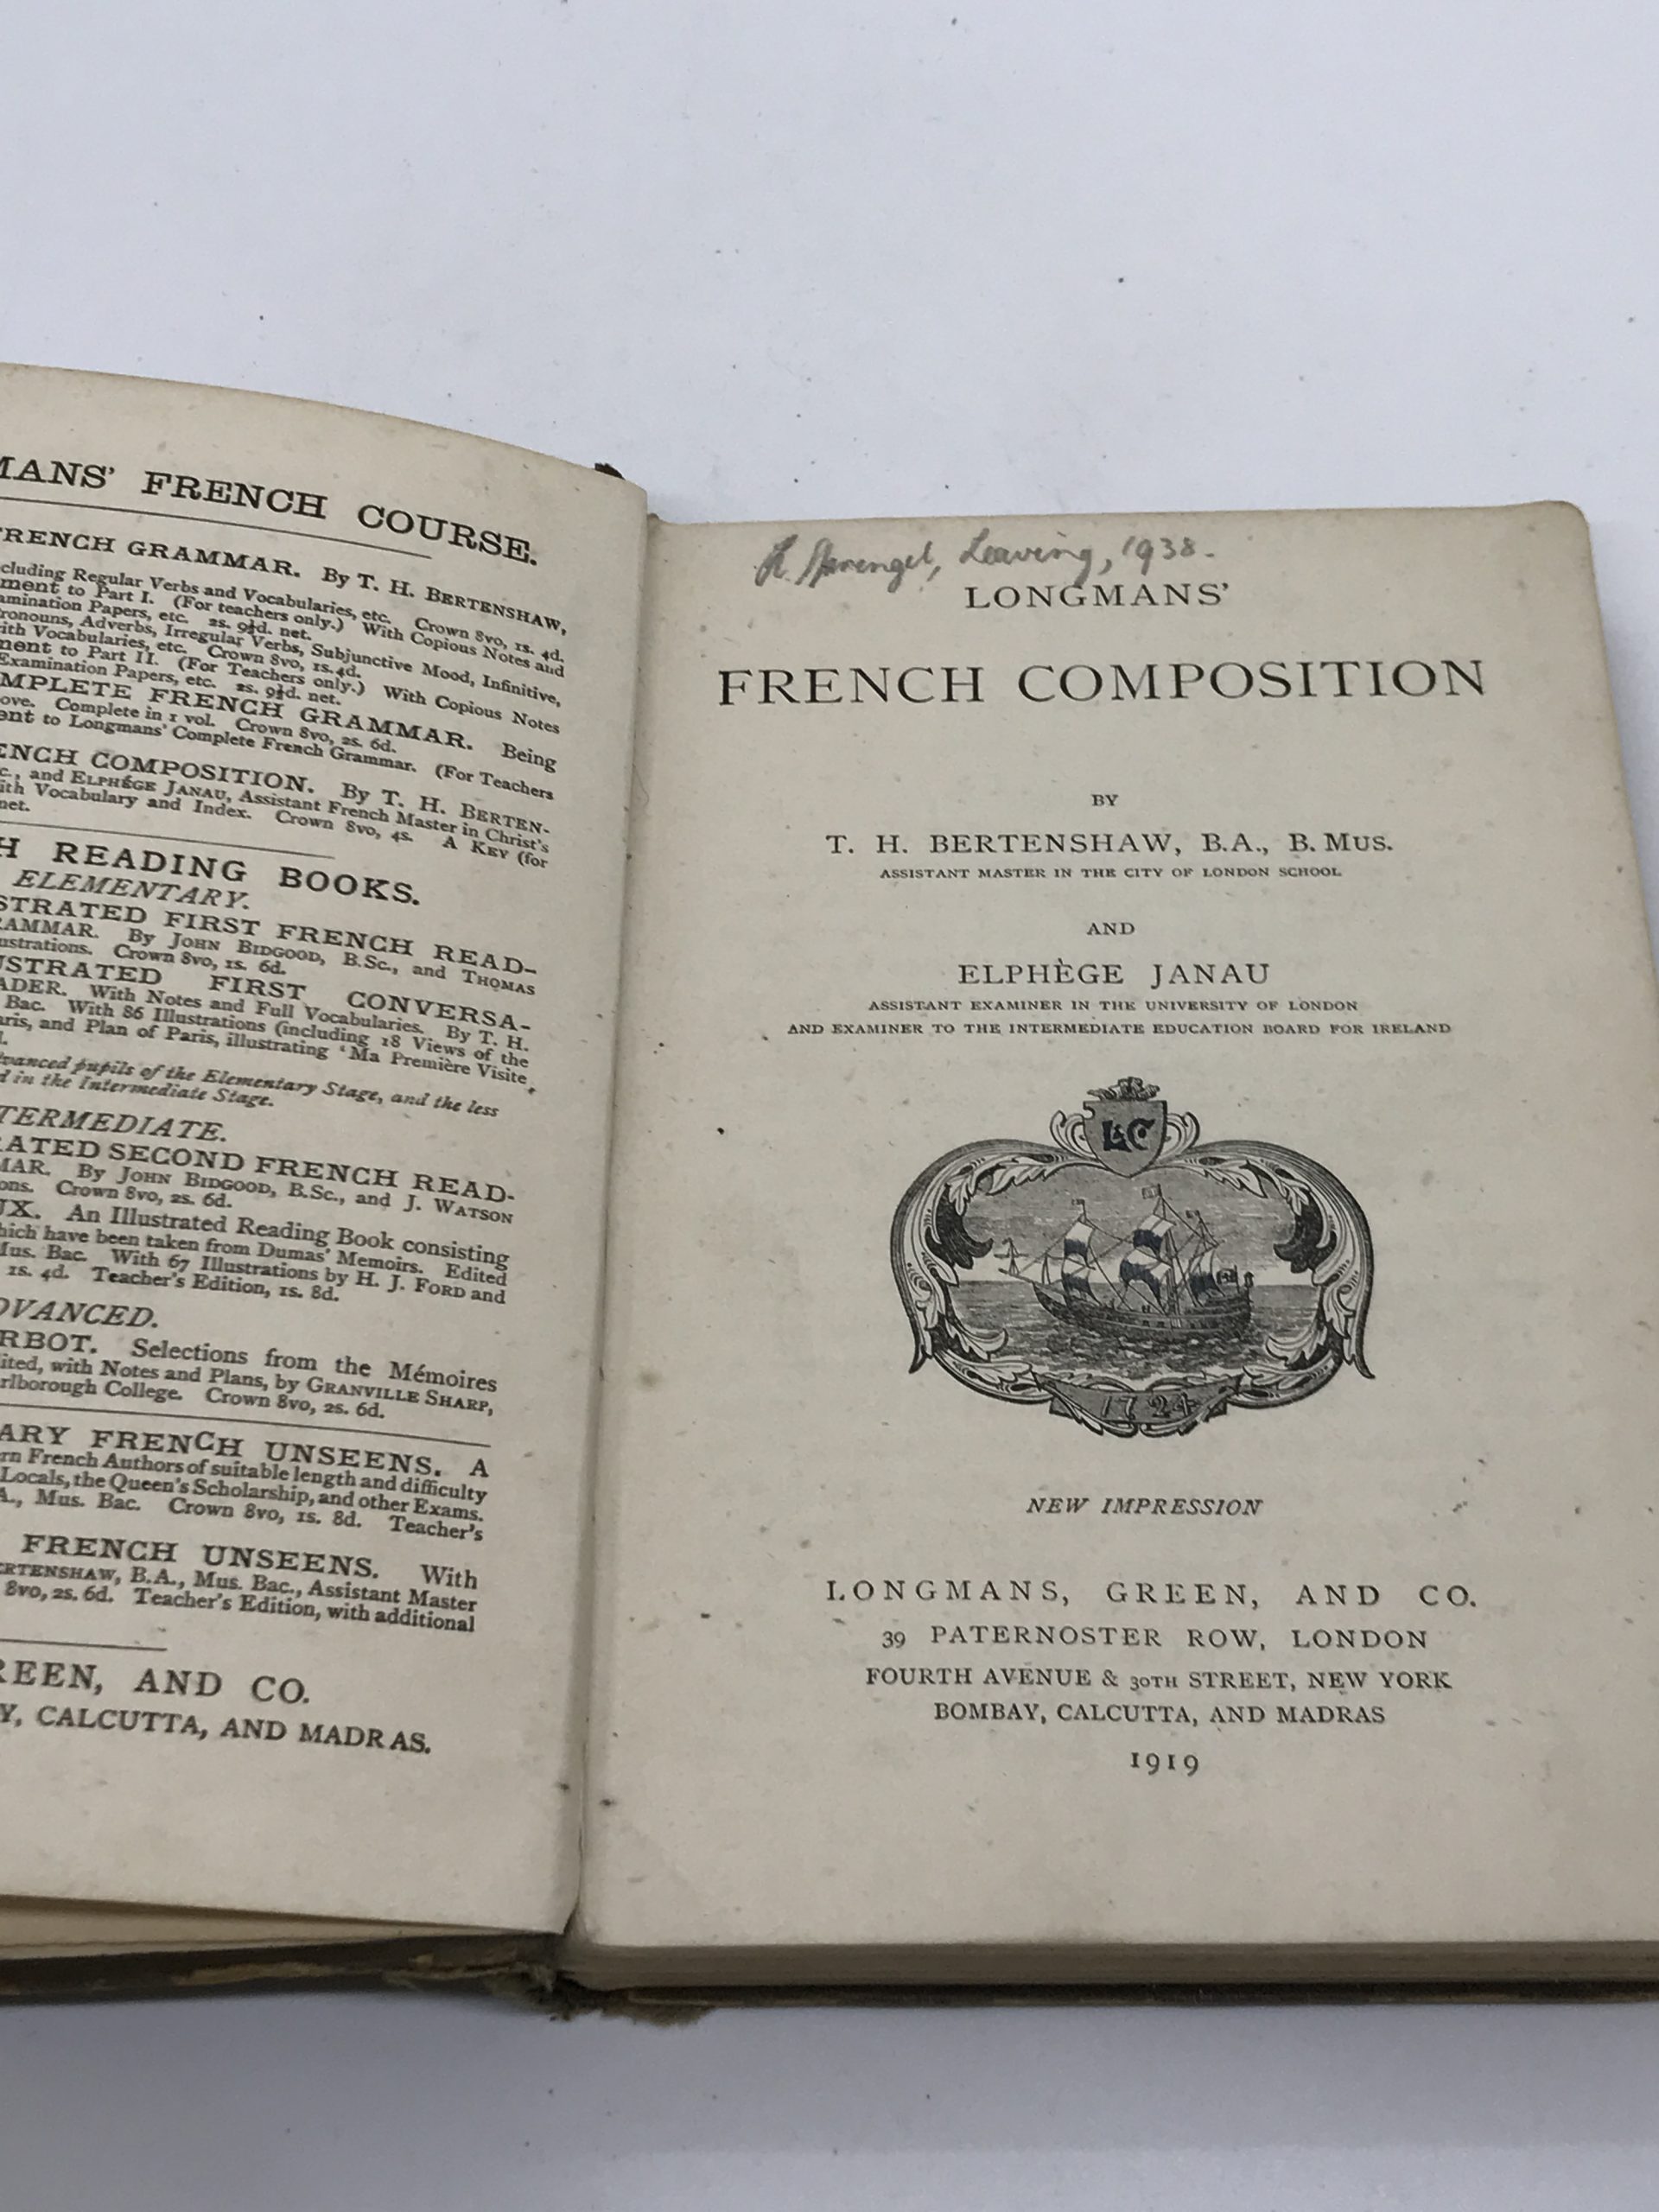 MANS' FRENCH COURSE.
FRENCH GRAMMAR. By T. H. BERTENSHAW,
cluding Regular Verbs and Vocabularies, etc. Crown 8vo, 1s. 4d.
ment to Part I. (For teachers only.) With Copious Notes and
amination Papers, etc. 2s. 9½d. net.
ronouns, Adverbs, Irregular Verbs, Subjunctive Mood, Infinitive,
ith Vocabularies, etc. Crown 8vo, 1s. 4d.
ment to Part II. (For Teachers only.) With Copious Notes
Examination Papers, etc. 2s. 9½d. net.
MPLETE FRENCH GRAMMAR. Being
ove. Complete in 1 vol. Crown 8vo, 2s. 6d.
ent to Longmans' Complete French Grammar. (For Teachers
ENCH COMPOSITION. By T. H. BERTEN-
c., and ELPHÉGE JANAU, Assistant French Master in Christ's
ith Vocabulary and Index. Crown 8vo, 4s. A KEY (for
net.
H READING BOOKS.
ELEMENTARY.
STRATED FIRST FRENCH READ-
RAMMAR. By JOHN BIDGOOD, B.Sc., and THOMAS
ustrations. Crown 8vo, 1s. 6d.
USTRATED FIRST CONVERSA-
ADER. With Notes and Full Vocabularies. By T. H.
Bac. With 86 Illustrations (including 18 Views of the
aris, and Plan of Paris, illustrating 'Ma Première Visite
dvanced pupils of the Elementary Stage, and the less
d in the Intermediate Stage.
TERMEDIATE.
RATED SECOND FRENCH READ-
MAR. By JOHN BIDGOOD, B.Sc., and J. WATSON
ons. Crown 8vo, 2s. 6d.
UX. An Illustrated Reading Book consisting
hich have been taken from Dumas' Memoirs. Edited
Mus. Bac. With 67 Illustrations by H. J. FORD and
1s. 4d. Teacher's Edition, 1s. 8d.
DVANCED.
RBOT. Selections from the Mémoires
ited, with Notes and Plans, by GRANVILLE SHARP,
rlborough College. Crown 8vo, 2s. 6d.
ARY FRENCH UNSEENS. A
rn French Authors of suitable length and difficulty
Locals, the Queen's Scholarship, and other Exams.
A., Mus. Bac. Crown 8vo, 1s. 8d. Teacher's
FRENCH UNSEENS. With
ERTENSHAW, B.A., Mus. Bac., Assistant Master
8vo, 2s. 6d. Teacher's Edition, with additional
REEN, AND CO.
Y, CALCUTTA, AND MADRAS.
Leaving, 1938.
LONGMANS'
FRENCH COMPOSITION
BY
T. H. BERTENSHAW, B.A., B. MUS.
ASSISTANT MASTER IN THE CITY OF LONDON SCHOOL
AND
ELPHÈGE JANAU
ASSISTANT EXAMINER IN THE UNIVERSITY OF LONDON
AND EXAMINER TO THE INTERMEDIATE EDUCATION BOARD FOR IRELAND
L&C
1724
NEW IMPRESSION
LONGMANS, GREEN, AND CO.
39 PATERNOSTER ROW, LONDON
FOURTH AVENUE & 30TH STREET, NEW YORK
BOMBAY, CALCUTTA, AND MADRAS
1919